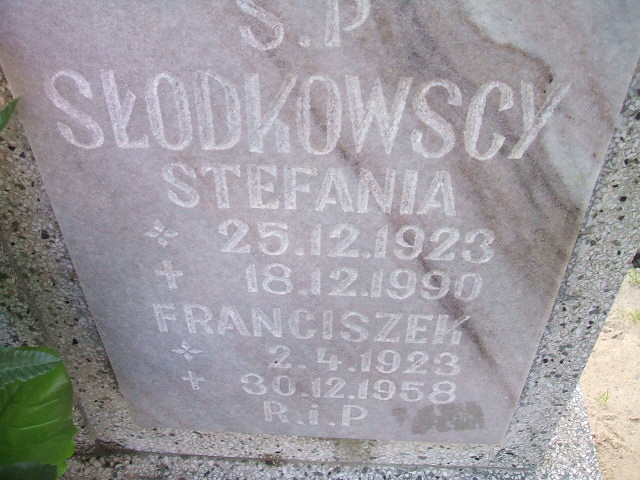 Ś.P
SŁODKOWSCY
STEFANIA
25.12.1923
18.12.1990
FRANCISZEK
2.4.1923
30.12.1958
R.i.P